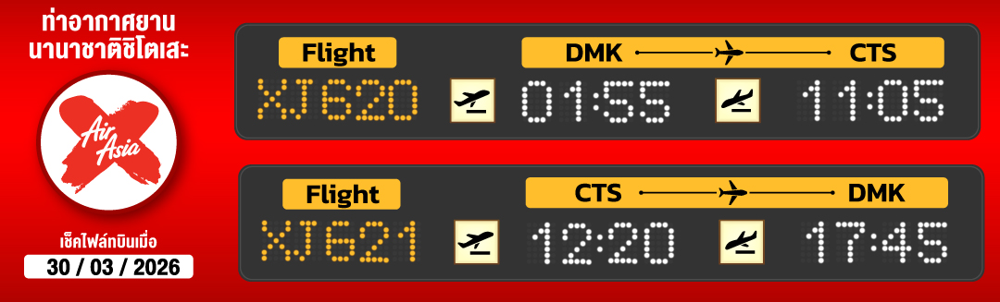 ท่าอากาศยาน
นานาชาติชิโตเสะ
Air
Asia
เช็คไฟล์ทบินเมื่อ
30 / 03 / 2026
Flight
DMK CTS
XJ620 01:55 11:05
Flight
CTS DMK
XJ621 12:20 17:45